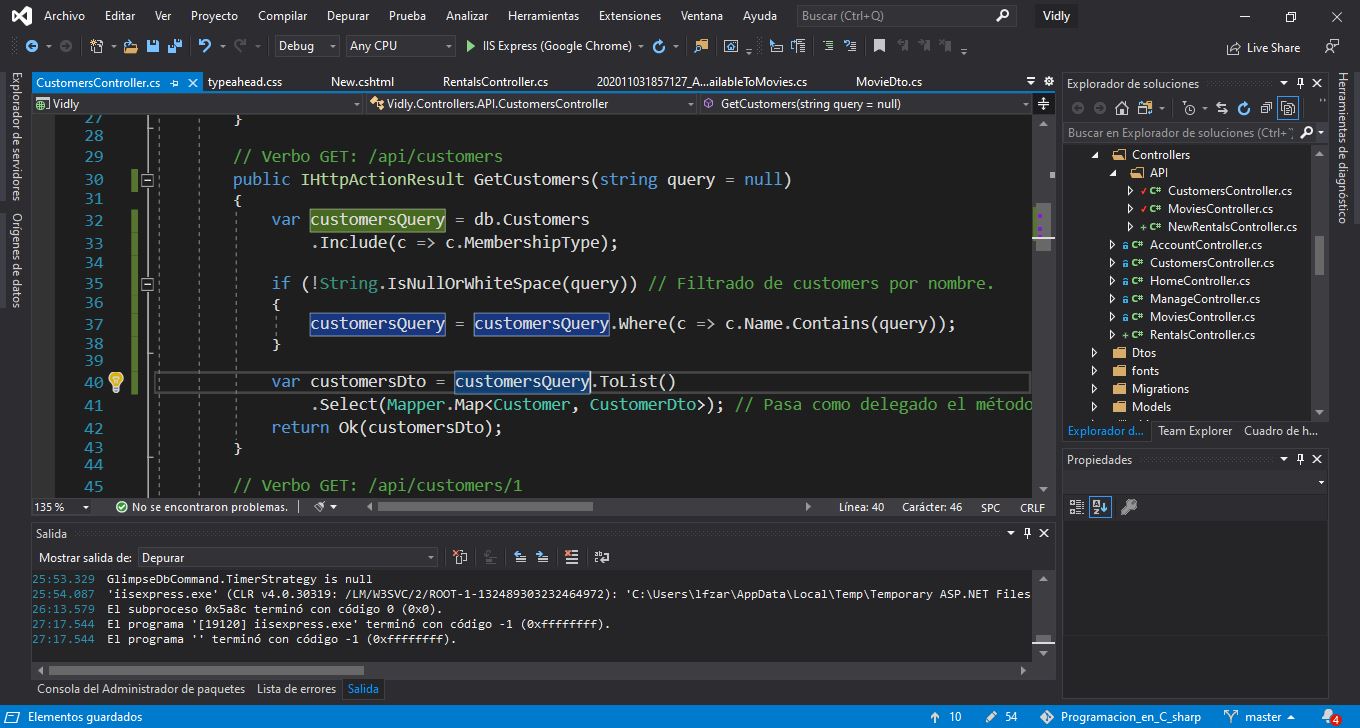 Archivo Editar Ver Proyecto Compilar Depurar Prueba Analizar Herramientas Extensiones Ventana Ayuda Buscar (Ctrl+Q) Vidly
Debug Any CPU IIS Express (Google Chrome) Live Share
Explorador de servidores
Orígenes de datos
CustomersController.cs typeahead.css New.cshtml RentalsController.cs 202011031857127_A...ailableToMovies.cs MovieDto.cs
Vidly Vidly.Controllers.API.CustomersController GetCustomers(string query = null)
27 }
28
29 // Verbo GET: /api/customers
30 public IHttpActionResult GetCustomers(string query = null)
31 {
32 var customersQuery = db.Customers
33 .Include(c => c.MembershipType);
34
35 if (!String.IsNullOrWhiteSpace(query)) // Filtrado de customers por nombre.
36 {
37 customersQuery = customersQuery.Where(c => c.Name.Contains(query));
38 }
39
40 var customersDto = customersQuery.ToList()
41 .Select(Mapper.Map<Customer, CustomerDto>); // Pasa como delegado el método
42 return Ok(customersDto);
43 }
44
45 // Verbo GET: /api/customers/1
135 % No se encontraron problemas. Línea: 40 Carácter: 46 SPC CRLF
Salida
Mostrar salida de: Depurar
25:53.329 GlimpseDbCommand.TimerStrategy is null
25:54.087 'iisexpress.exe' (CLR v4.0.30319: /LM/W3SVC/2/ROOT-1-132489303232464972): 'C:\Users\lfzar\AppData\Local\Temp\Temporary ASP.NET Files
26:13.579 El subproceso 0x5a8c terminó con código 0 (0x0).
27:17.544 El programa '[19120] iisexpress.exe' terminó con código -1 (0xffffffff).
27:17.544 El programa '' terminó con código -1 (0xffffffff).
Consola del Administrador de paquetes Lista de errores Salida
Explorador de soluciones
Buscar en Explorador de soluciones (Ctrl+
Controllers
API
C# CustomersController.cs
C# MoviesController.cs
+ C# NewRentalsController.cs
C# AccountController.cs
C# CustomersController.cs
C# HomeController.cs
C# ManageController.cs
C# MoviesController.cs
+ C# RentalsController.cs
Dtos
fonts
Migrations
Models
Explorador d... Team Explorer Cuadro de h...
Propiedades
Herramientas de diagnóstico
Elementos guardados 10 54 Programacion_en_C_sharp master 4